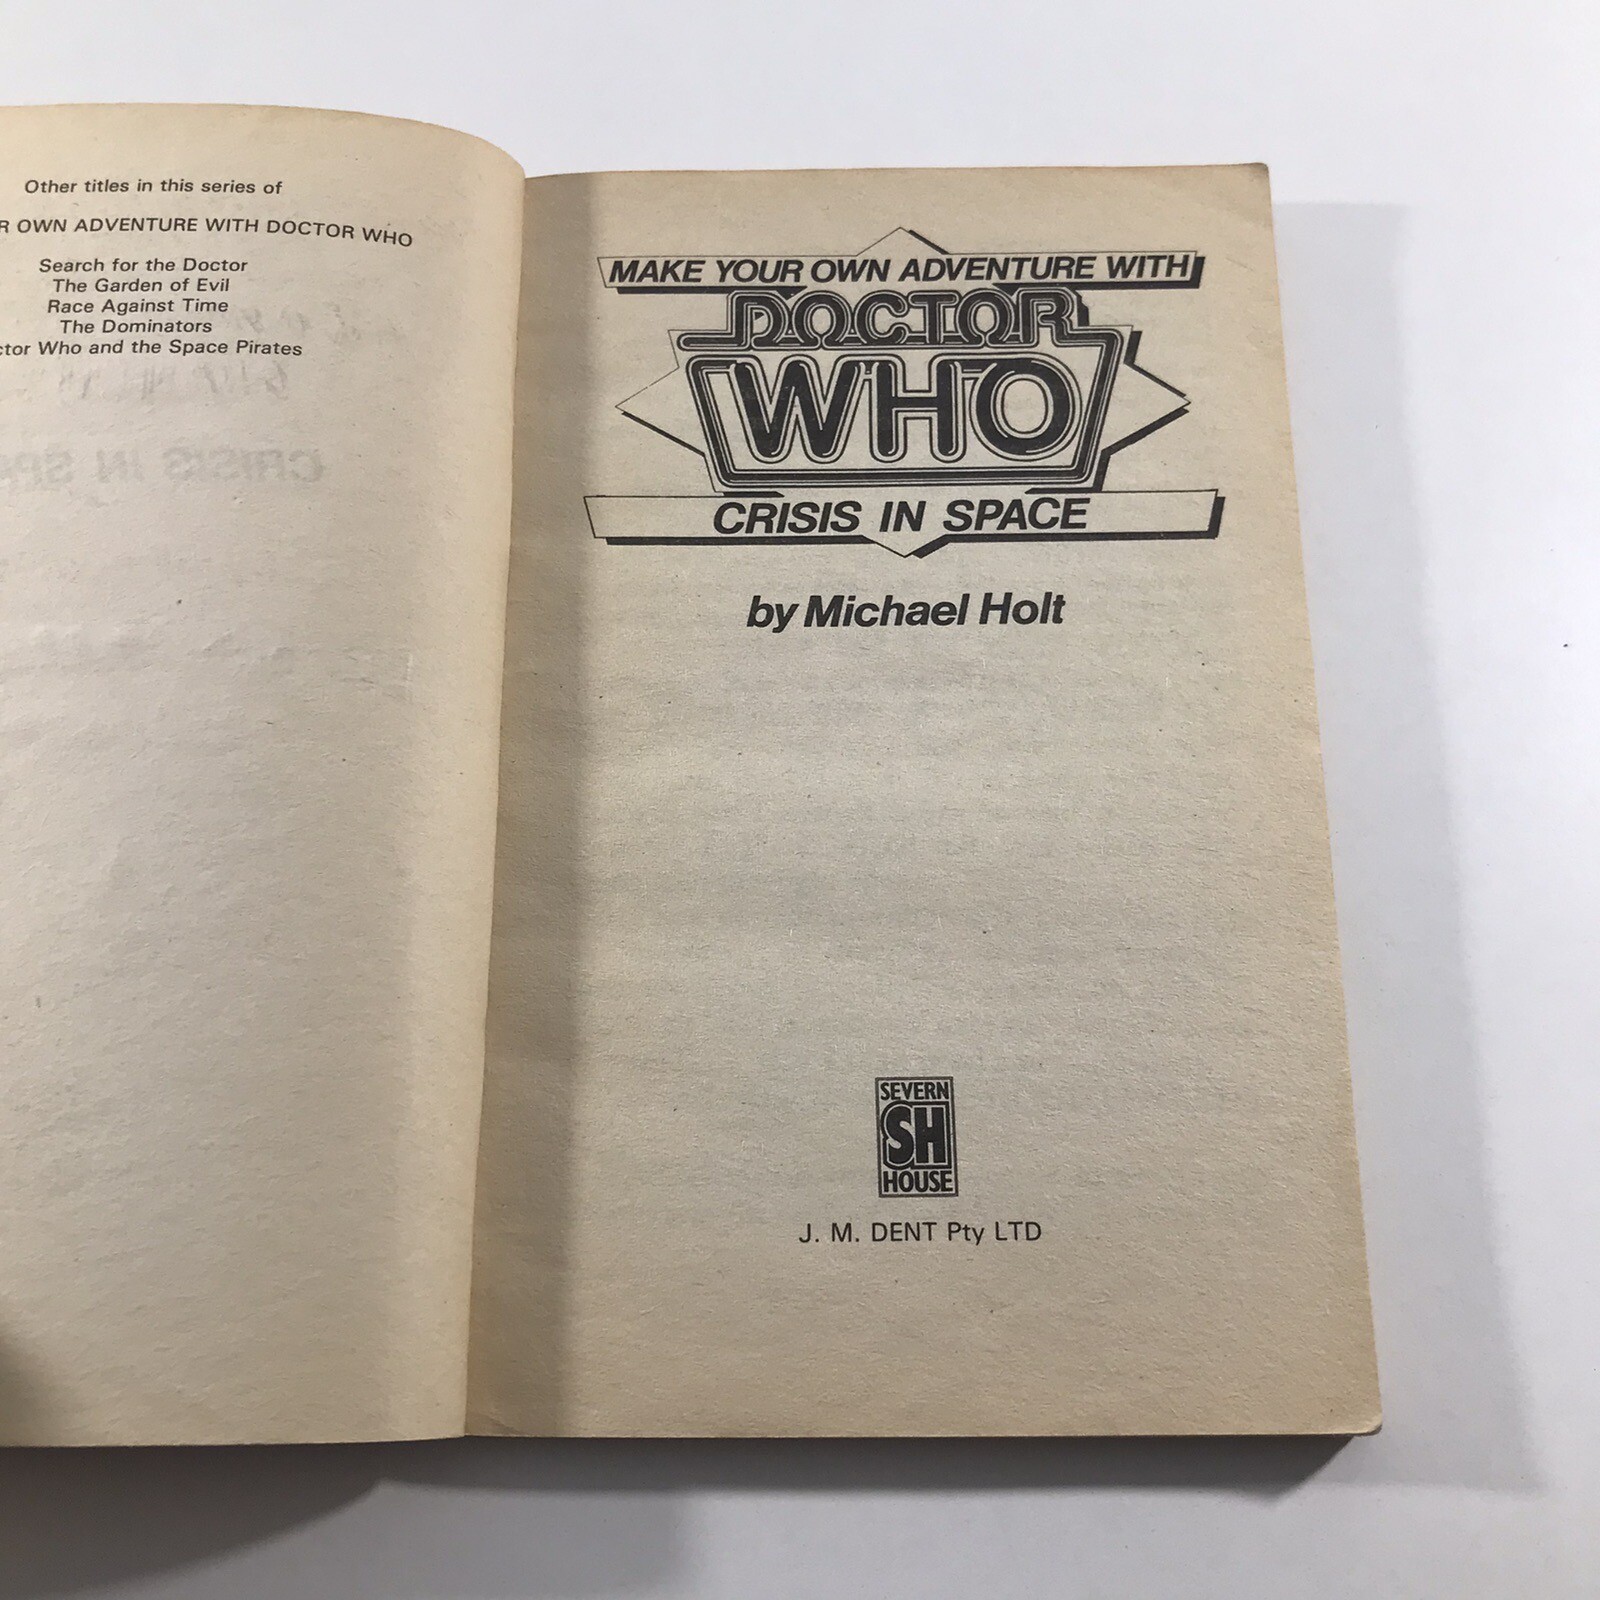 Other titles in this series of
R OWN ADVENTURE WITH DOCTOR WHO
Search for the Doctor
The Garden of Evil
Race Against Time
The Dominators
ctor Who and the Space Pirates
MAKE YOUR OWN ADVENTURE WITH
DOCTOR
WHO
CRISIS IN SPACE
by Michael Holt
SEVERN
SH
HOUSE
J. M. DENT Pty LTD